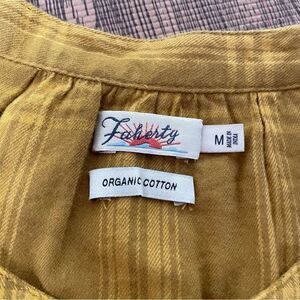 Faherty
M
MADE IN
INDIA
ORGANIC COTTON